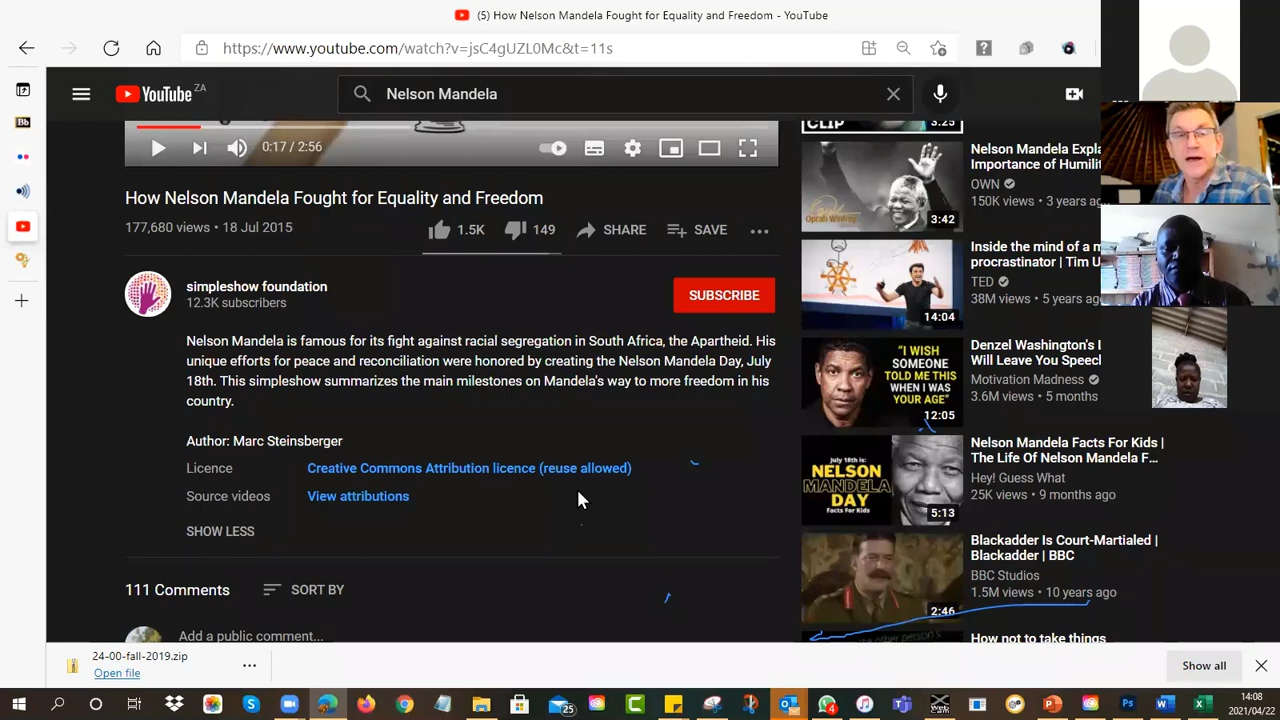 (5) How Nelson Mandela Fought for Equality and Freedom - YouTube
https://www.youtube.com/watch?v=jsC4gUZL0Mc&t=11s
YouTube ZA
Nelson Mandela
0:17 / 2:56
How Nelson Mandela Fought for Equality and Freedom
177,680 views • 18 Jul 2015
1.5K
149
SHARE
SAVE
simpleshow foundation
12.3K subscribers
SUBSCRIBE
Nelson Mandela is famous for its fight against racial segregation in South Africa, the Apartheid. His
unique efforts for peace and reconciliation were honored by creating the Nelson Mandela Day, July
18th. This simpleshow summarizes the main milestones on Mandela's way to more freedom in his
country.
Author: Marc Steinsberger
Licence
Creative Commons Attribution licence (reuse allowed)
Source videos
View attributions
SHOW LESS
111 Comments
SORT BY
Add a public comment...
CLIP
3:25
Oprah Winfrey
3:42
Nelson Mandela Expl
Importance of Humili
OWN
150K views • 3 years ag
14:04
Inside the mind of a m
procrastinator | Tim U
TED
38M views • 5 years ag
"I WISH
SOMEONE
TOLD ME THIS
WHEN I WAS
YOUR AGE"
12:05
Denzel Washington's L
Will Leave You Speec
Motivation Madness
3.6M views • 5 months
July 18th is:
NELSON
MANDELA
DAY
Facts For Kids
5:13
Nelson Mandela Facts For Kids |
The Life Of Nelson Mandela F...
Hey! Guess What
25K views • 9 months ago
2:46
Blackadder Is Court-Martialed |
Blackadder | BBC
BBC Studios
1.5M views • 10 years ago
the other person's
How not to take things
24-00-fall-2019.zip
Open file
Show all
Bb
25
4
14:08
2021/04/22